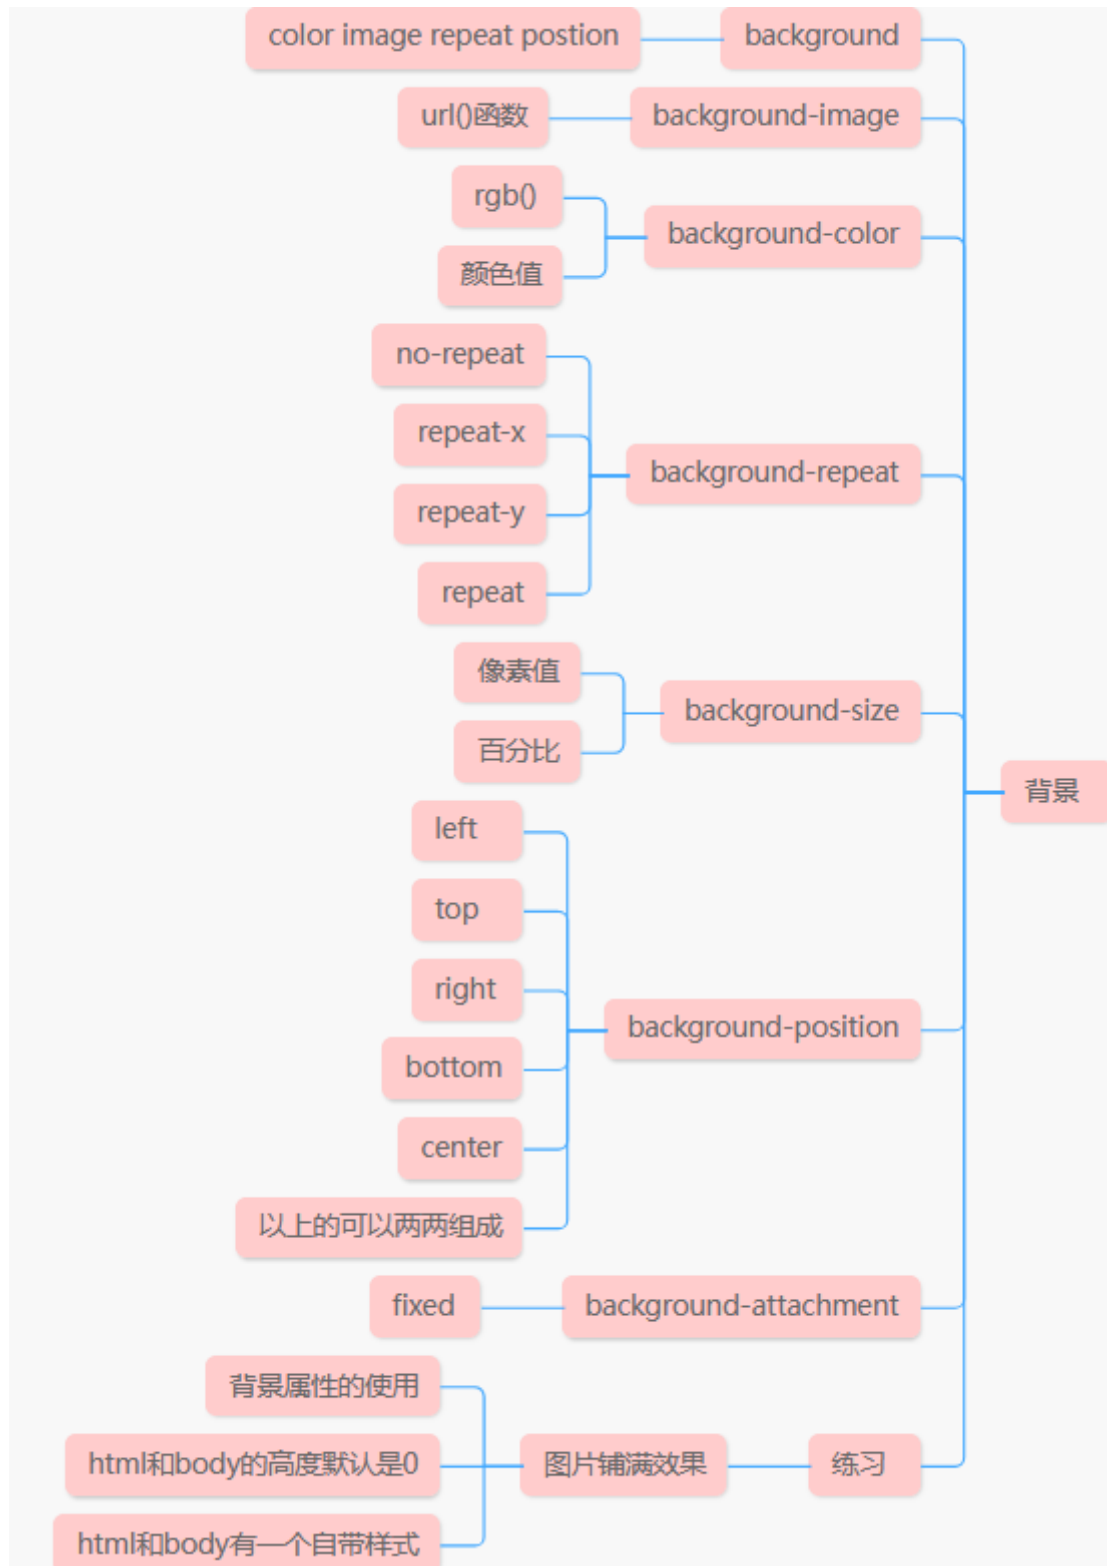 color image repeat postion
background
url()函数
background-image
rgb()
background-color
颜色值
no-repeat
repeat-x
background-repeat
repeat-y
repeat
像素值
background-size
百分比
背景
left
top
right
background-position
bottom
center
以上的可以两两组成
fixed
background-attachment
背景属性的使用
html和body的高度默认是0
图片铺满效果
练习
html和body有一个自带样式